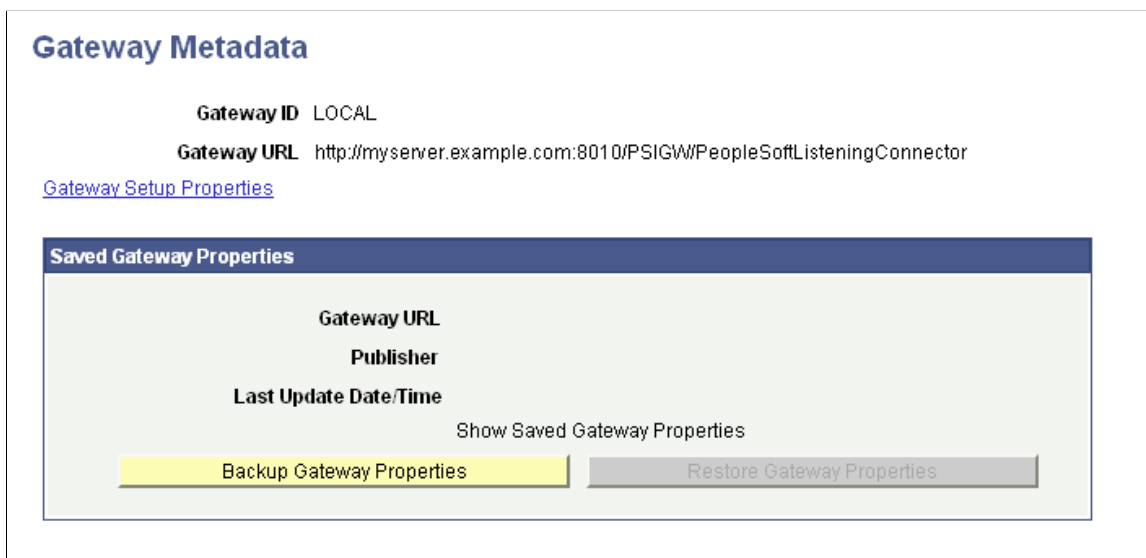 Gateway Metadata
Gateway ID LOCAL
Gateway URL http://myserver.example.com:8010/PSIGW/PeopleSoftListeningConnector
Gateway Setup Properties
Saved Gateway Properties
Gateway URL
Publisher
Last Update Date/Time
Show Saved Gateway Properties
Backup Gateway Properties Restore Gateway Properties